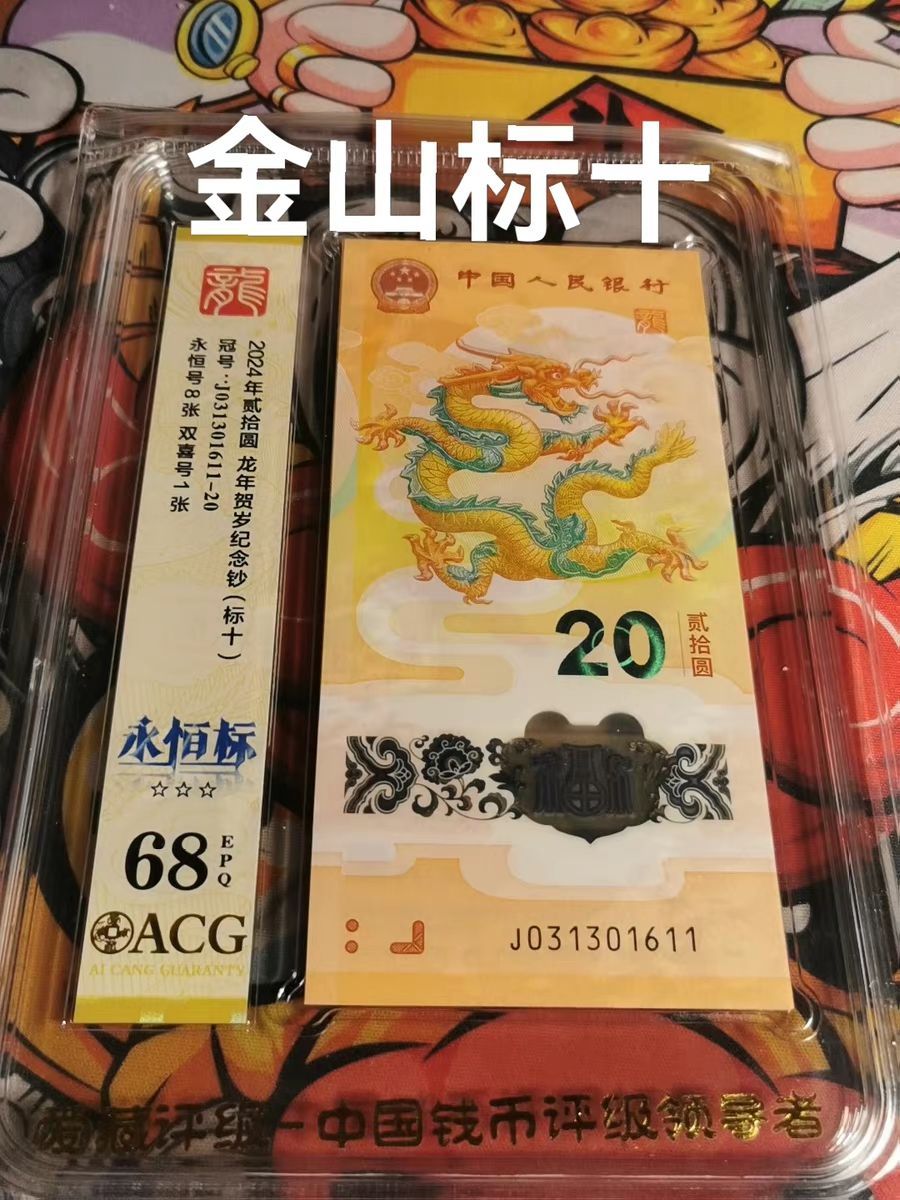 金山标十
龍
2024年贰拾圆 龙年贺岁纪念钞(标十)
冠号:J031301611-20
永恒号8张 双喜号1张
永恒标
☆☆☆
68 EPQ
ACG
AI CANG GUARANTY
中国人民银行
龍
20 贰拾圆
J031301611
爱藏评级-中国钱币评级领导者